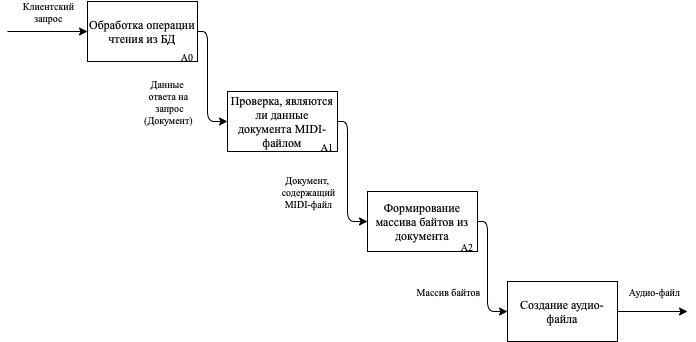 Клиентский
запрос
Обработка операции
чтения из БД
A0
Данные
ответа на
запрос
(Документ)
Проверка, являются
ли данные
документа MIDI-
файлом
A1
Документ,
содержащий
MIDI-файл
Формирование
массива байтов из
документа
A2
Массив байтов
Создание аудио-
файла
Аудио-файл